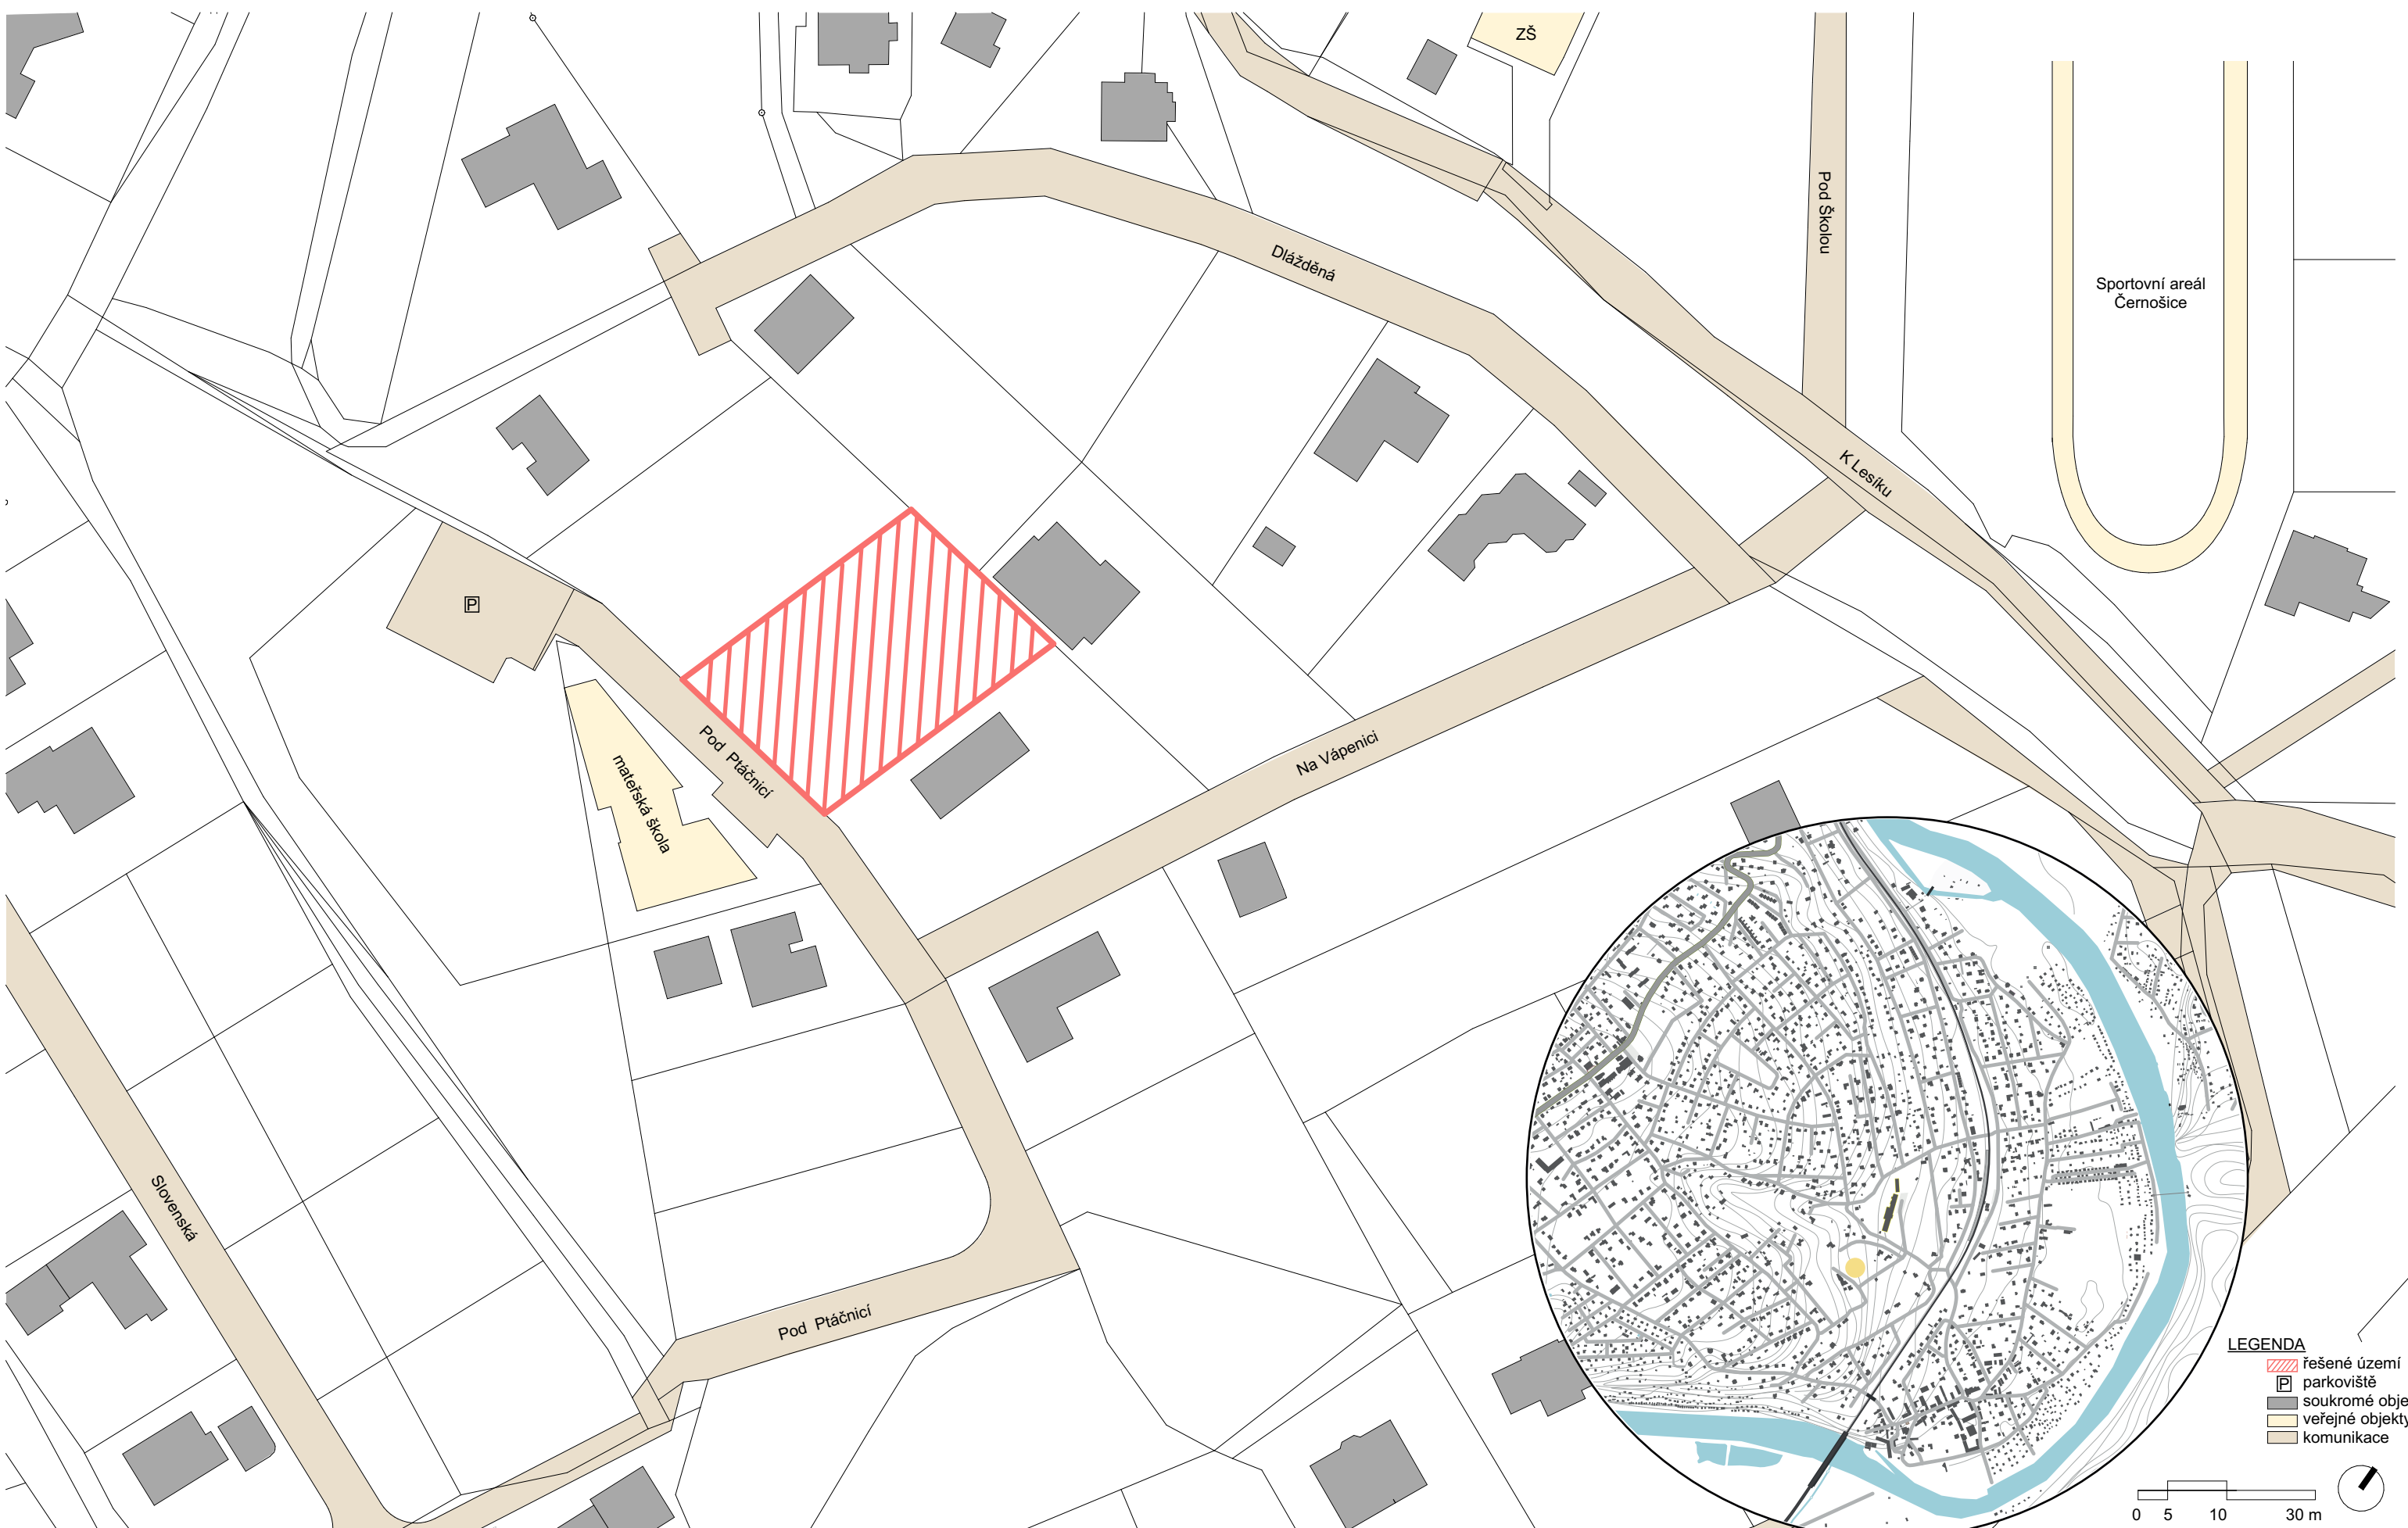 ZŠ
Pod Školou
Dlážděná
Sportovní areál
Černošice
K Lesíku
P
Pod Ptáčnicí
mateřská škola
Na Vápenici
Slovenská
Pod Ptáčnicí
LEGENDA
řešené území
P parkoviště
soukromé obje
veřejné objekty
komunikace
0 5 10 30 m